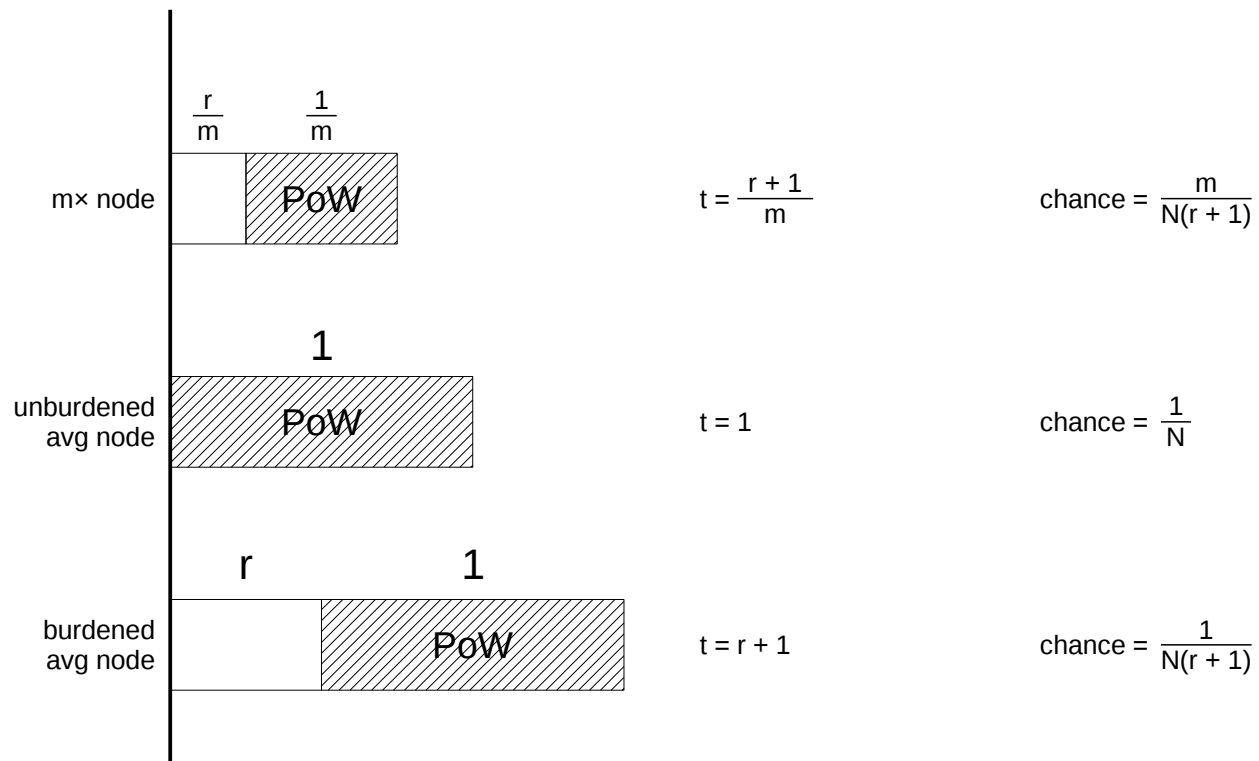 r
m
1
m
m× node
PoW
t =
r + 1
m
chance =
m
N(r + 1)
1
unburdened
avg node
PoW
t = 1
chance =
1
N
r
1
burdened
avg node
PoW
t = r + 1
chance =
1
N(r + 1)